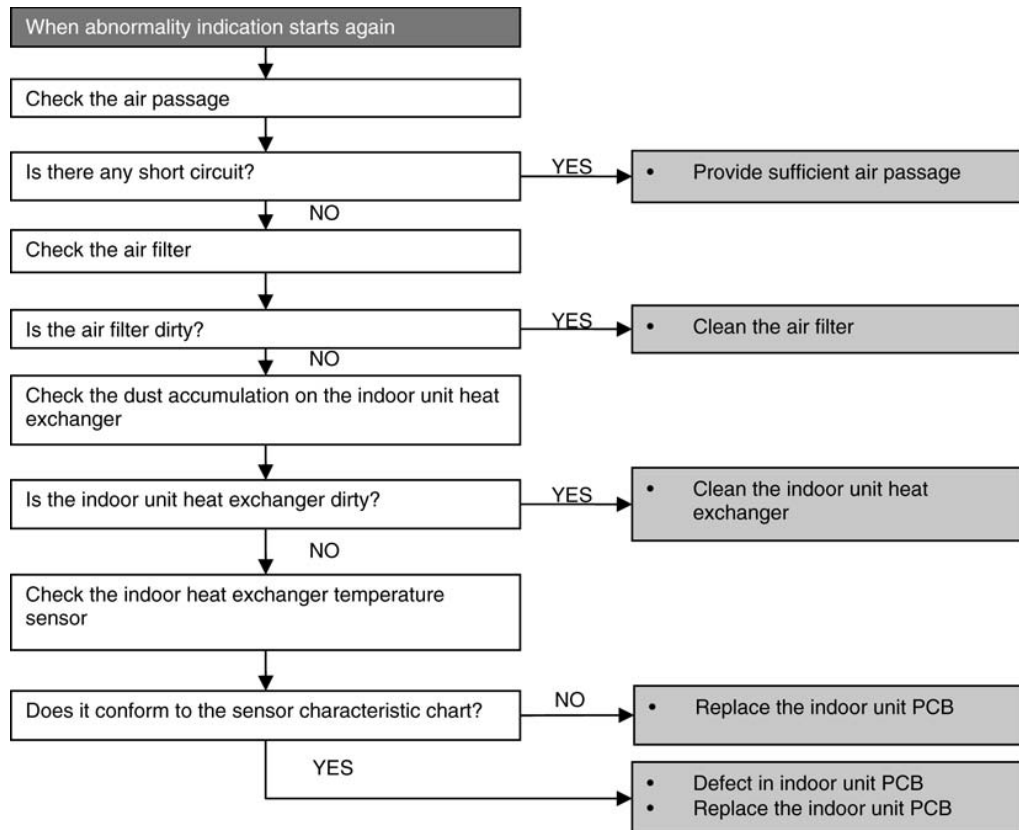 When abnormality indication starts again
Check the air passage
Is there any short circuit?
YES
• Provide sufficient air passage
NO
Check the air filter
Is the air filter dirty?
YES
• Clean the air filter
NO
Check the dust accumulation on the indoor unit heat
exchanger
Is the indoor unit heat exchanger dirty?
YES
• Clean the indoor unit heat
exchanger
NO
Check the indoor heat exchanger temperature
sensor
Does it conform to the sensor characteristic chart?
NO
• Replace the indoor unit PCB
YES
• Defect in indoor unit PCB
• Replace the indoor unit PCB